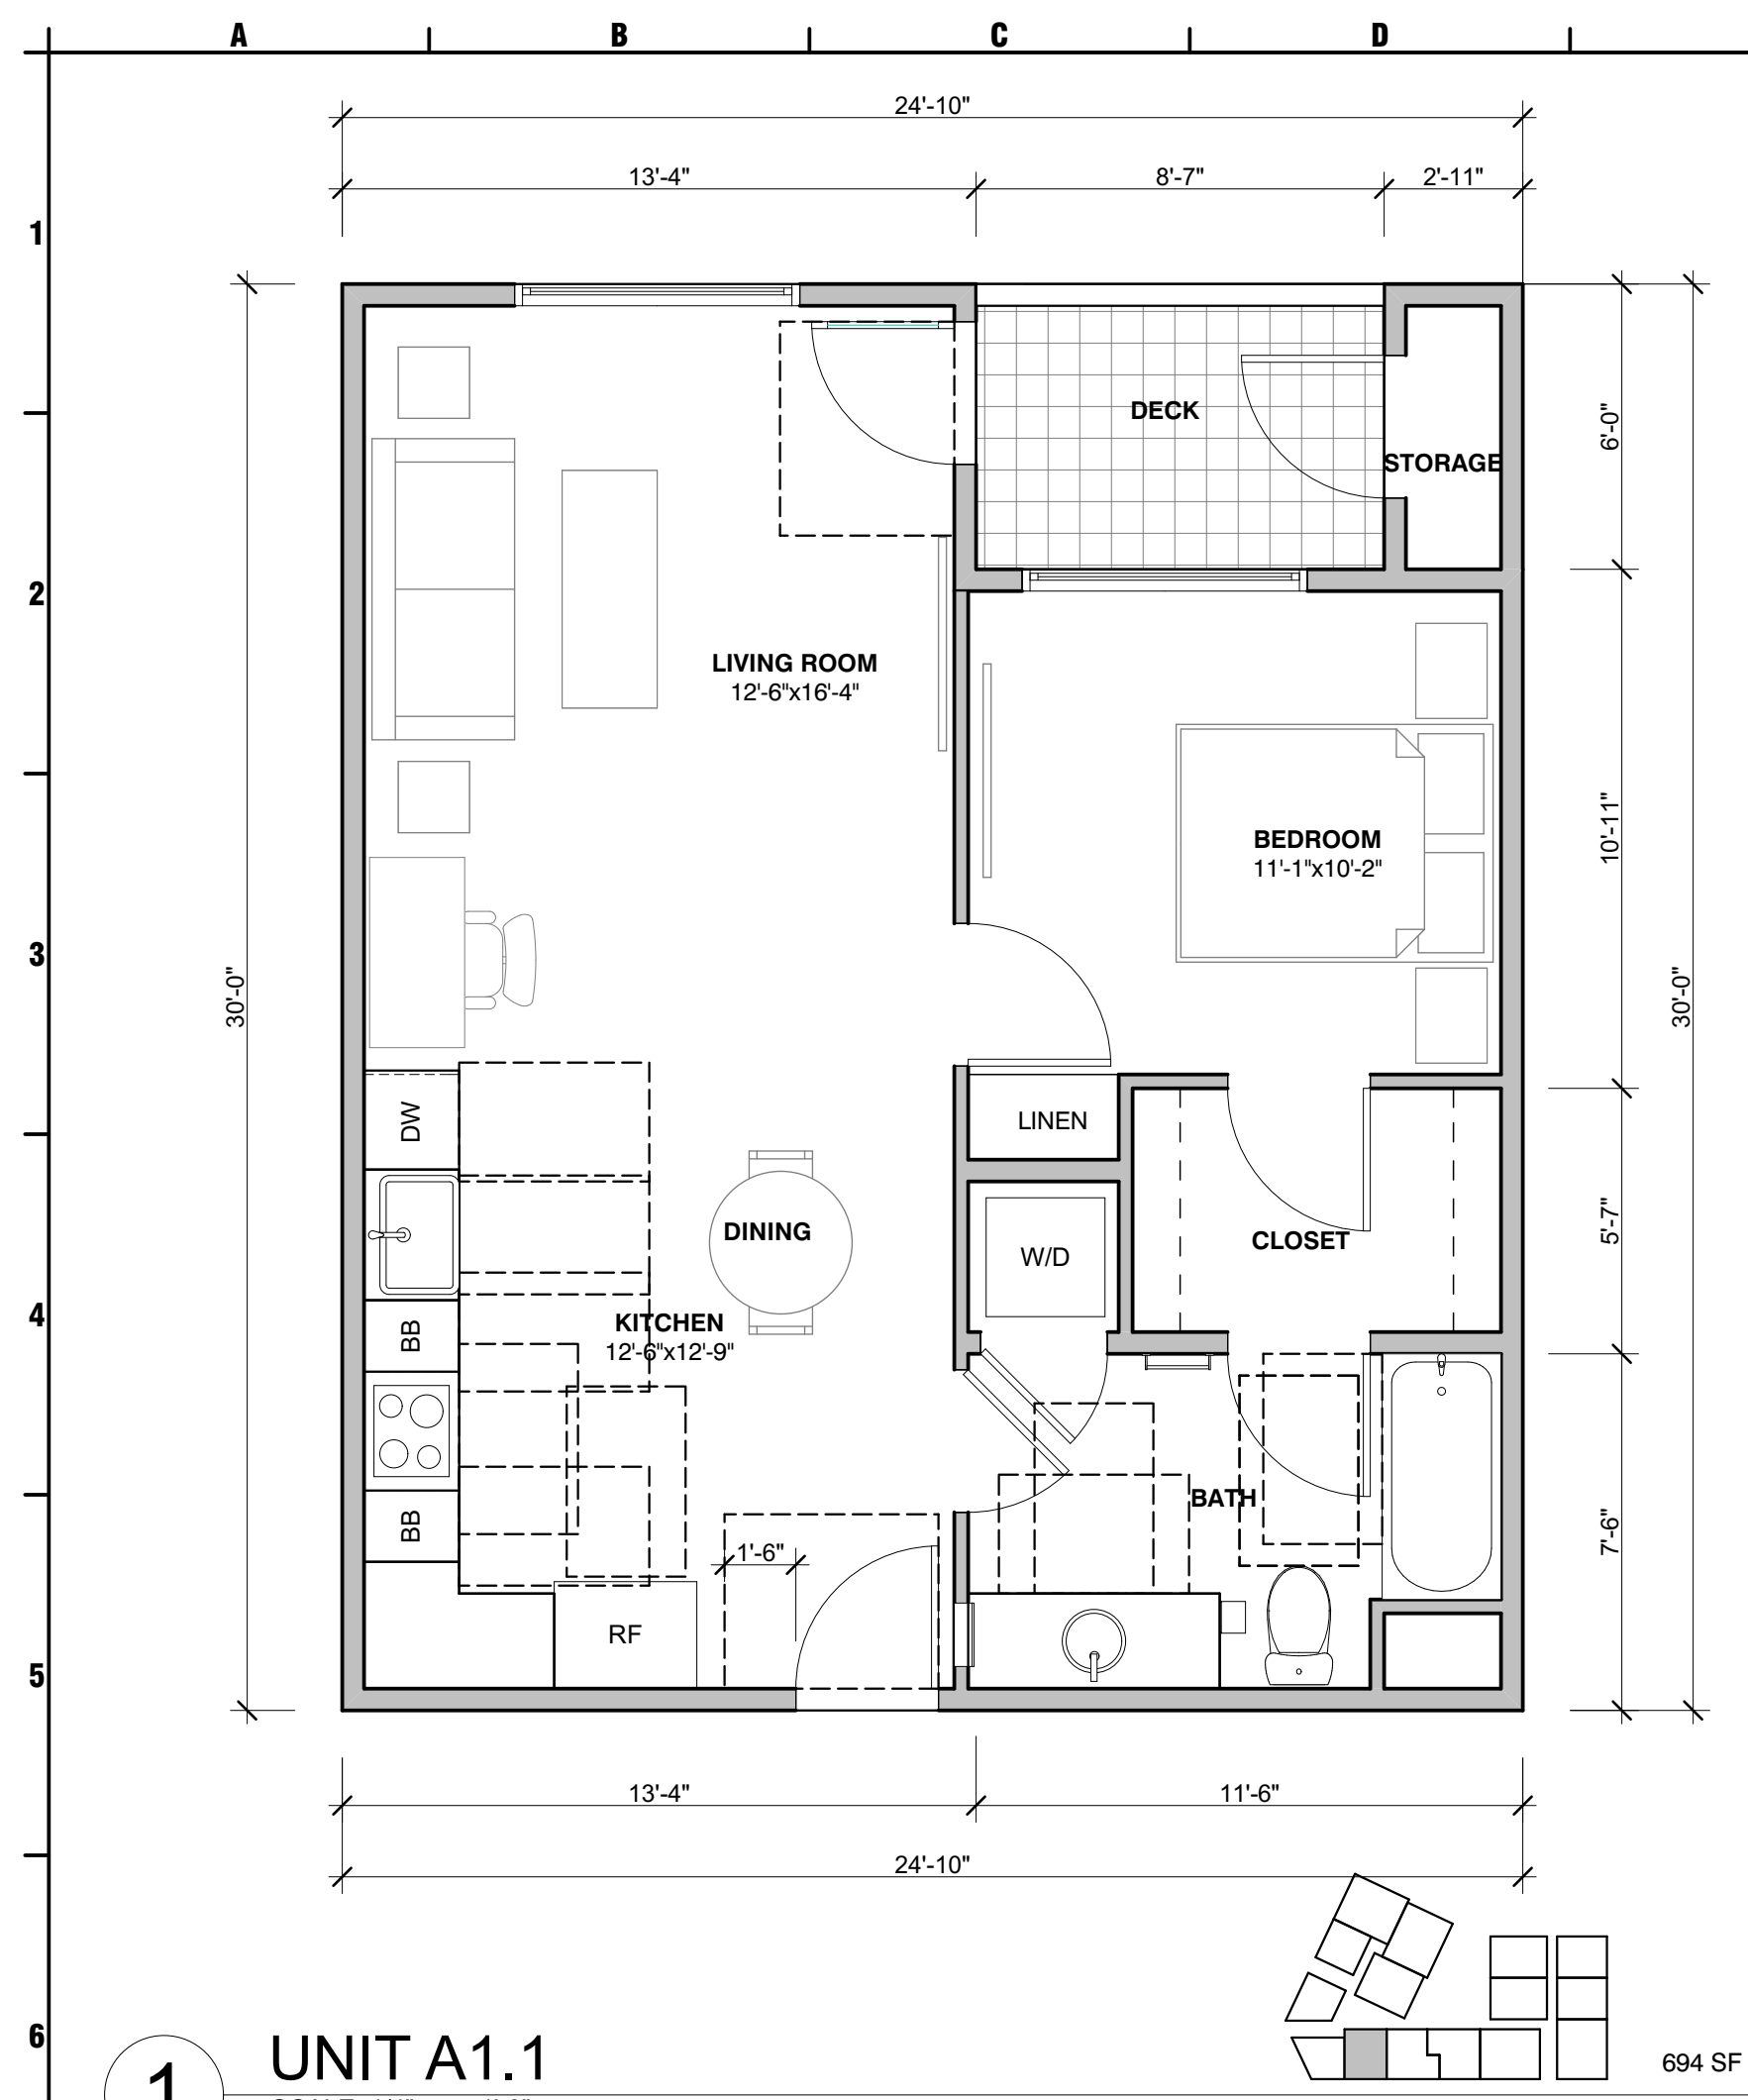 A B C D
24'-10"
13'-4" 8'-7" 2'-11"
1
DECK
6'-0"
STORAGE
2
LIVING ROOM
12'-6"x16'-4"
BEDROOM
11'-1"x10'-2"
10'-11"
3
30'-0"
30'-0"
DW
LINEN
DINING
W/D
CLOSET
5'-7"
4
KITCHEN
12'-6"x12'-9"
BB
BATH
BB
1'-6"
7'-6"
RF
5
13'-4" 11'-6"
24'-10"
6
1
UNIT A1.1
694 SF